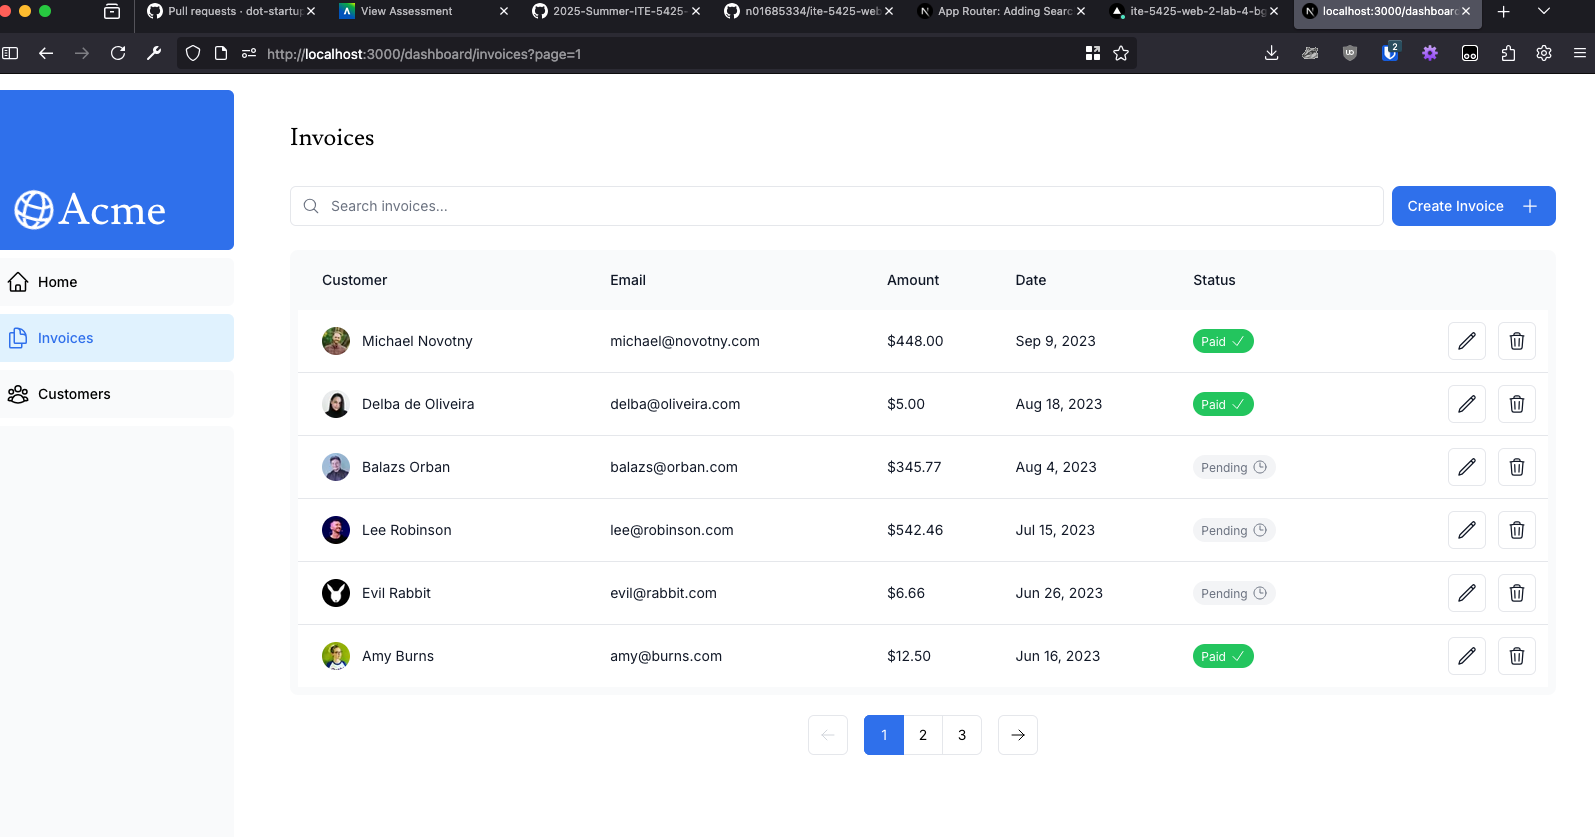 Pull requests · dot-startup
View Assessment
2025-Summer-ITE-5425-
n01685334/ite-5425-web
App Router: Adding Searc
ite-5425-web-2-lab-4-bg
localhost:3000/dashboar
http://localhost:3000/dashboard/invoices?page=1
UD
2
Acme
Home
Invoices
Customers
Invoices
Search invoices...
Create Invoice
Customer Email Amount Date Status
Michael Novotny michael@novotny.com $448.00 Sep 9, 2023 Paid
Delba de Oliveira delba@oliveira.com $5.00 Aug 18, 2023 Paid
Balazs Orban balazs@orban.com $345.77 Aug 4, 2023 Pending
Lee Robinson lee@robinson.com $542.46 Jul 15, 2023 Pending
Evil Rabbit evil@rabbit.com $6.66 Jun 26, 2023 Pending
Amy Burns amy@burns.com $12.50 Jun 16, 2023 Paid
1 2 3